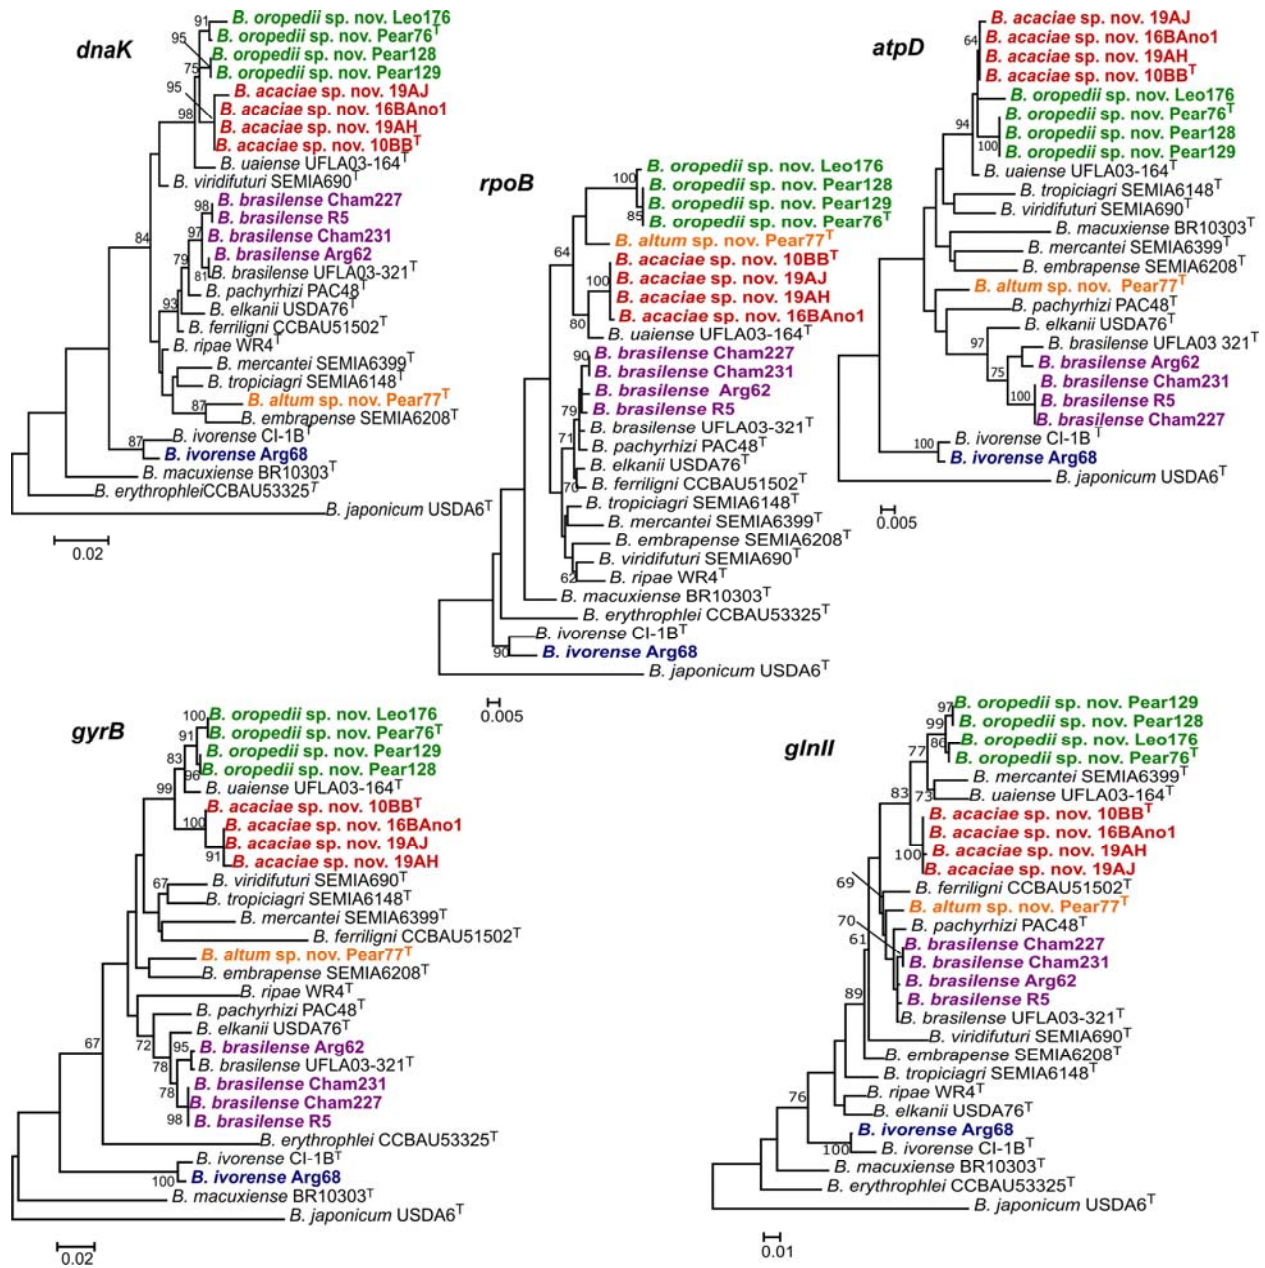 dnaK
91
B. oropedii sp. nov. Leo176
B. oropedii sp. nov. Pear76T
95
B. oropedii sp. nov. Pear128
75
B. oropedii sp. nov. Pear129
95
B. acaciae sp. nov. 19AJ
B. acaciae sp. nov. 16BAno1
98
B. acaciae sp. nov. 19AH
B. acaciae sp. nov. 10BBT
B. uaiense UFLA03-164T
B. viridifuturi SEMIA690T
B. brasilense Cham227
98
B. brasilense R5
97
B. brasilense Cham231
84
B. brasilense Arg62
79
81
B. brasilense UFLA03-321T
B. pachyrhizi PAC48T
93
B. elkanii USDA76T
B. ferriligni CCBAU51502T
B. ripae WR4T
B. mercantei SEMIA6399T
B. tropiciagri SEMIA6148T
87
B. altum sp. nov. Pear77T
B. embrapense SEMIA6208T
87
B. ivorense CI-1BT
B. ivorense Arg68
B. macuxiense BR10303T
B. erythrophleiCCBAU53325T
B. japonicum USDA6T
0.02
rpoB
100
B. oropedii sp. nov. Leo176
B. oropedii sp. nov. Pear128
B. oropedii sp. nov. Pear129
85
B. oropedii sp. nov. Pear76T
64
B. altum sp. nov. Pear77T
B. acaciae sp. nov. 10BBT
100
B. acaciae sp. nov. 19AJ
B. acaciae sp. nov. 19AH
80
B. acaciae sp. nov. 16BAno1
B. uaiense UFLA03-164T
90
B. brasilense Cham227
B. brasilense Cham231
B. brasilense Arg62
79
B. brasilense R5
B. brasilense UFLA03-321T
71
B. pachyrhizi PAC48T
B. elkanii USDA76T
70
B. ferriligni CCBAU51502T
B. tropiciagri SEMIA6148T
B. mercantei SEMIA6399T
B. embrapense SEMIA6208T
B. viridifuturi SEMIA690T
62
B. ripae WR4T
B. macuxiense BR10303T
B. erythrophlei CCBAU53325T
B. ivorense CI-1BT
90
B. ivorense Arg68
B. japonicum USDA6T
0.005
atpD
B. acaciae sp. nov. 19AJ
64
B. acaciae sp. nov. 16BAno1
B. acaciae sp. nov. 19AH
B. acaciae sp. nov. 10BBT
B. oropedii sp. nov. Leo176
B. oropedii sp. nov. Pear76T
94
B. oropedii sp. nov. Pear128
100
B. oropedii sp. nov. Pear129
B. uaiense UFLA03-164T
B. tropiciagri SEMIA6148T
B. viridifuturi SEMIA690T
B. macuxiense BR10303T
B. mercantei SEMIA6399T
B. embrapense SEMIA6208T
B. altum sp. nov. Pear77T
B. pachyrhizi PAC48T
B. elkanii USDA76T
97
B. brasilense UFLA03 321T
75
B. brasilense Arg62
B. brasilense Cham231
100
B. brasilense R5
B. brasilense Cham227
100
B. ivorense CI-1B T
B. ivorense Arg68
B. japonicum USDA6T
0.005
gyrB
100
B. oropedii sp. nov. Leo176
B. oropedii sp. nov. Pear76T
91
B. oropedii sp. nov. Pear129
83
96
B. oropedii sp. nov. Pear128
99
B. uaiense UFLA03-164T
B. acaciae sp. nov. 10BBT
100
B. acaciae sp. nov. 16BAno1
B. acaciae sp. nov. 19AJ
91
B. acaciae sp. nov. 19AH
67
B. viridifuturi SEMIA690T
B. tropiciagri SEMIA6148T
B. mercantei SEMIA6399T
B. ferriligni CCBAU51502T
B. altum sp. nov. Pear77T
B. embrapense SEMIA6208T
B. ripae WR4T
B. pachyrhizi PAC48T
B. elkanii USDA76T
67
72
95
B. brasilense Arg62
78
B. brasilense UFLA03-321T
B. brasilense Cham231
78
B. brasilense Cham227
98
B. brasilense R5
B. erythrophlei CCBAU53325T
B. ivorense CI-1BT
100
B. ivorense Arg68
B. macuxiense BR10303T
B. japonicum USDA6T
0.02
glnII
97
B. oropedii sp. nov. Pear129
99
B. oropedii sp. nov. Pear128
86
B. oropedii sp. nov. Leo176
77
B. oropedii sp. nov. Pear76T
B. mercantei SEMIA6399T
83
73
B. uaiense UFLA03-164T
B. acaciae sp. nov. 10BBT
B. acaciae sp. nov. 16BAno1
100
B. acaciae sp. nov. 19AH
B. acaciae sp. nov. 19AJ
69
B. ferriligni CCBAU51502T
B. altum sp. nov. Pear77T
70
B. pachyrhizi PAC48T
61
B. brasilense Cham227
B. brasilense Cham231
B. brasilense Arg62
89
B. brasilense R5
B. brasilense UFLA03-321T
B. viridifuturi SEMIA690T
B. embrapense SEMIA6208T
B. tropiciagri SEMIA6148T
76
B. ripae WR4T
B. elkanii USDA76T
B. ivorense Arg68
100
B. ivorense CI-1BT
B. macuxiense BR10303T
B. erythrophlei CCBAU53325T
B. japonicum USDA6T
0.01